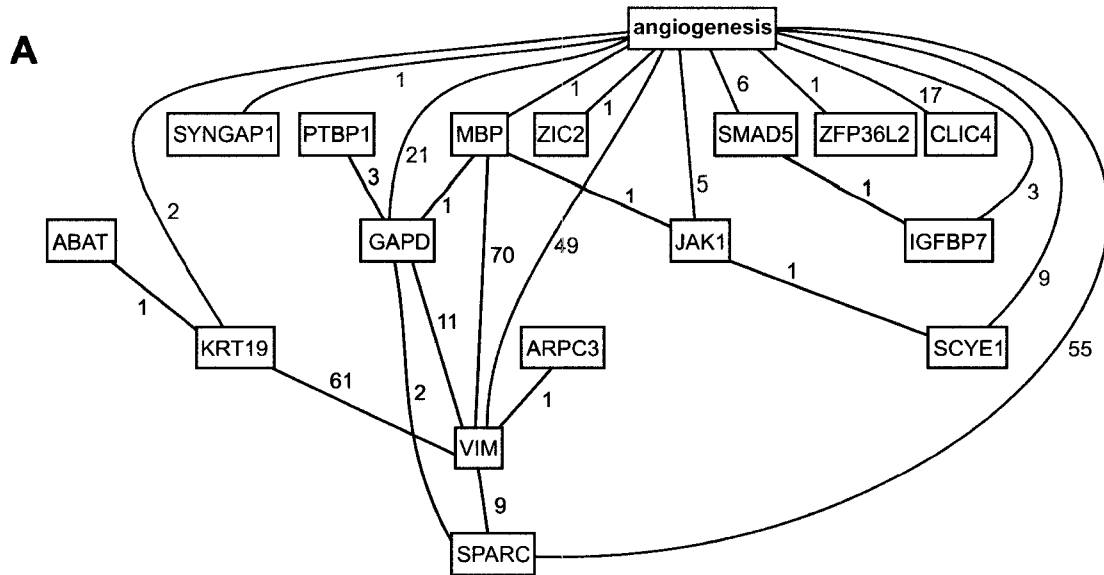 angiogenesis
A
1
6
1
17
1
1
SYNGAP1
PTBP1
MBP
ZIC2
SMAD5
ZFP36L2
CLIC4
21
3
1
1
5
1
3
2
ABAT
GAPD
70
49
JAK1
IGFBP7
1
9
1
11
KRT19
ARPC3
SCYE1
55
61
2
1
VIM
9
SPARC